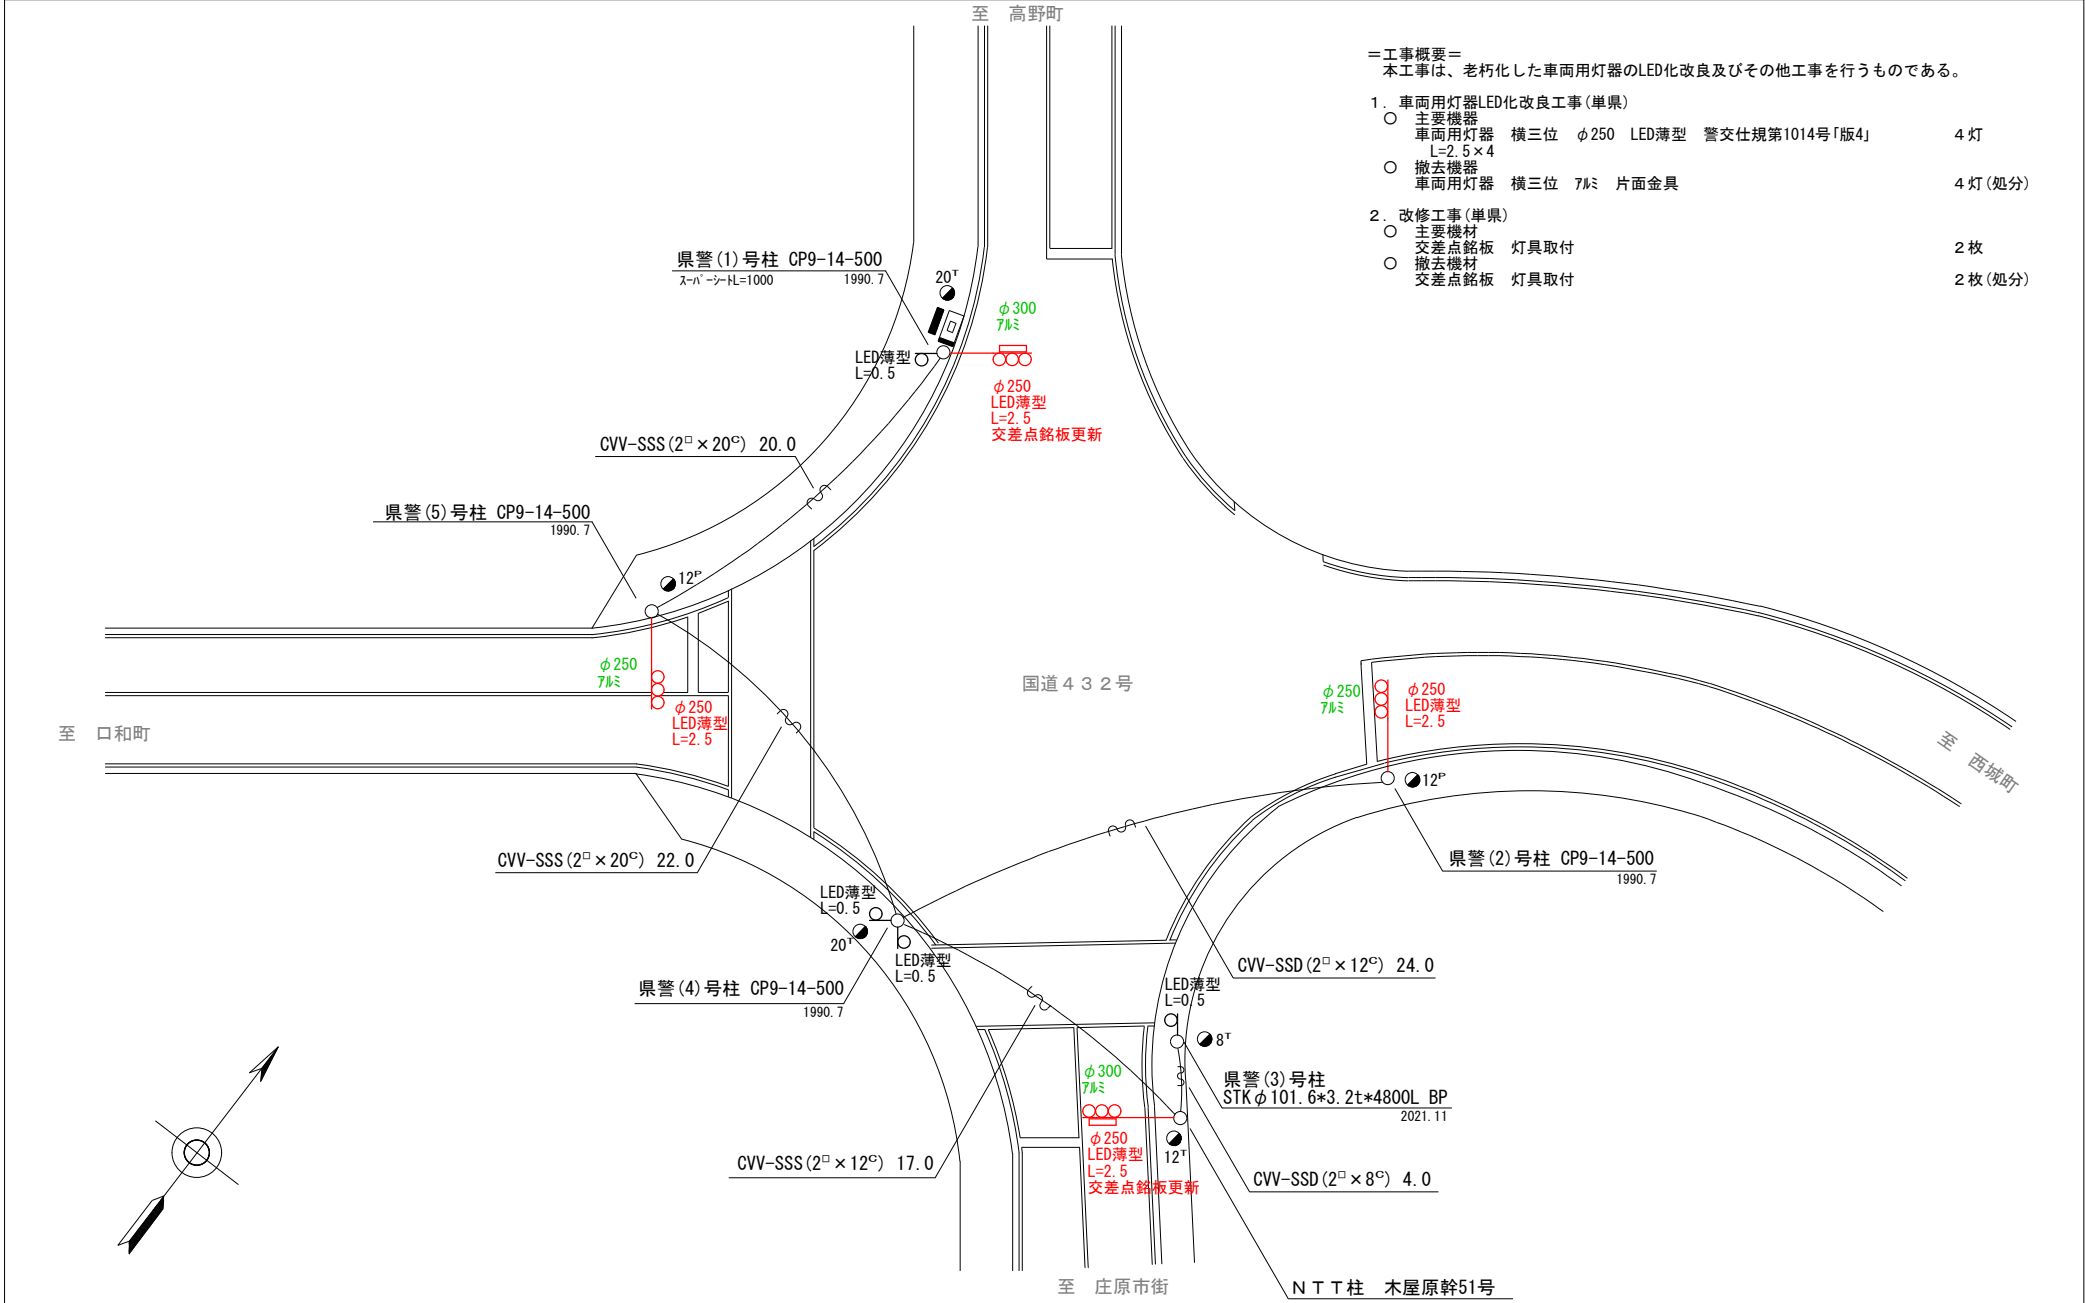 至　高野町
＝工事概要＝
本工事は、老朽化した車両用灯器のLED化改良及びその他工事を行うものである。
１．車両用灯器LED化改良工事(単県)
○　主要機器
車両用灯器　横三位　φ250　LED薄型　警交仕規第1014号｢版4｣　４灯
L=2.5×4
○　撤去機器
車両用灯器　横三位　ｱﾙﾐ　片面金具　４灯(処分)
２．改修工事(単県)
○　主要機材
交差点銘板　灯具取付　２枚
○　撤去機材
交差点銘板　灯具取付　２枚(処分)
県警(1)号柱 CP9-14-500
ｽｰﾊﾟｰｼｰﾄL=1000　1990.7
20T
φ300
ｱﾙﾐ
LED薄型
L=0.5
φ250
LED薄型
L=2.5
交差点銘板更新
CVV-SSS(2□×20C) 20.0
県警(5)号柱 CP9-14-500
1990.7
12P
φ250
ｱﾙﾐ
φ250
LED薄型
L=2.5
至　口和町
国道４３２号
φ250
ｱﾙﾐ
φ250
LED薄型
L=2.5
至　西城町
12P
県警(2)号柱 CP9-14-500
1990.7
CVV-SSS(2□×20C) 22.0
LED薄型
L=0.5
20T
LED薄型
L=0.5
県警(4)号柱 CP9-14-500
1990.7
CVV-SSD(2□×12C) 24.0
LED薄型
L=0.5
8T
県警(3)号柱
STKφ101.6*3.2t*4800L BP
2021.11
φ300
ｱﾙﾐ
φ250
LED薄型
L=2.5
交差点銘板更新
12T
CVV-SSS(2□×12C) 17.0
CVV-SSD(2□×8C) 4.0
至　庄原市街
ＮＴＴ柱　木屋原幹51号